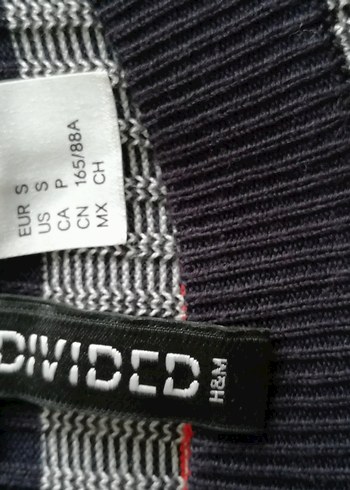 EUR S
US S
CA P
CN 165/88A
MX CH
DIVIDED
H&M